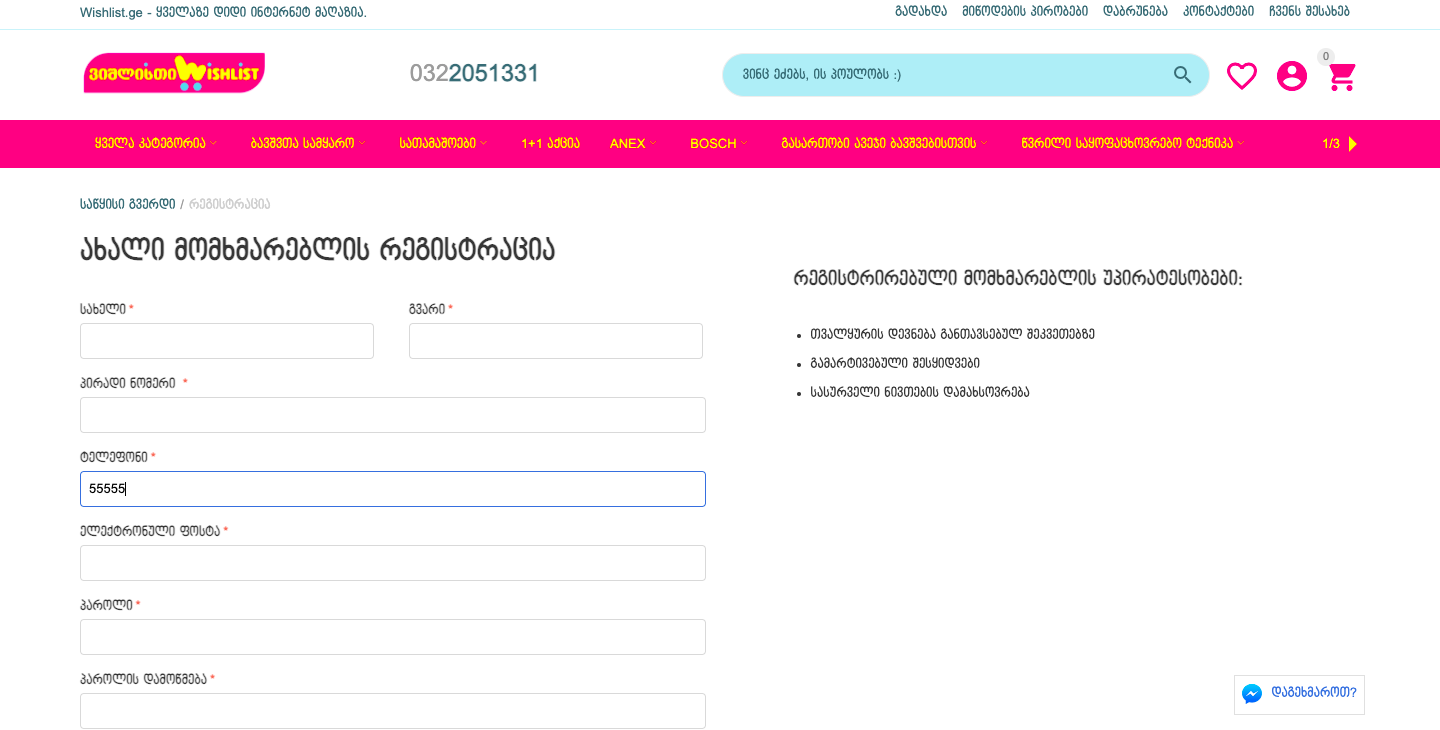 Wishlist.ge - ყველაზე დიდი ინტერნეტ მაღაზია.
გადახდა მიწოდების პირობები დაბრუნება კონტაქტები ჩვენს შესახებ
ვიშლისთი WISHLIST
0322051331
ვინც ეძებს, ის პოულობს :)
0
ყველა კატეგორია ბავშვთა სამყარო სათამაშოები 1+1 აქცია ANEX BOSCH გასართობი ავეჯი ბავშვებისთვის წვრილი საყოფაცხოვრებო ტექნიკა 1/3
საწყისი გვერდი / რეგისტრაცია
ახალი მომხმარებლის რეგისტრაცია
სახელი * გვარი *
პირადი ნომერი *
ტელეფონი *
55555
ელექტრონული ფოსტა *
პაროლი *
პაროლის დამოწმება *
რეგისტრირებული მომხმარებლის უპირატესობები:
• თვალყურის დევნება განთავსებულ შეკვეთებზე
• გამარტივებული შესყიდვები
• სასურველი ნივთების დამახსოვრება
დაგეხმაროთ?